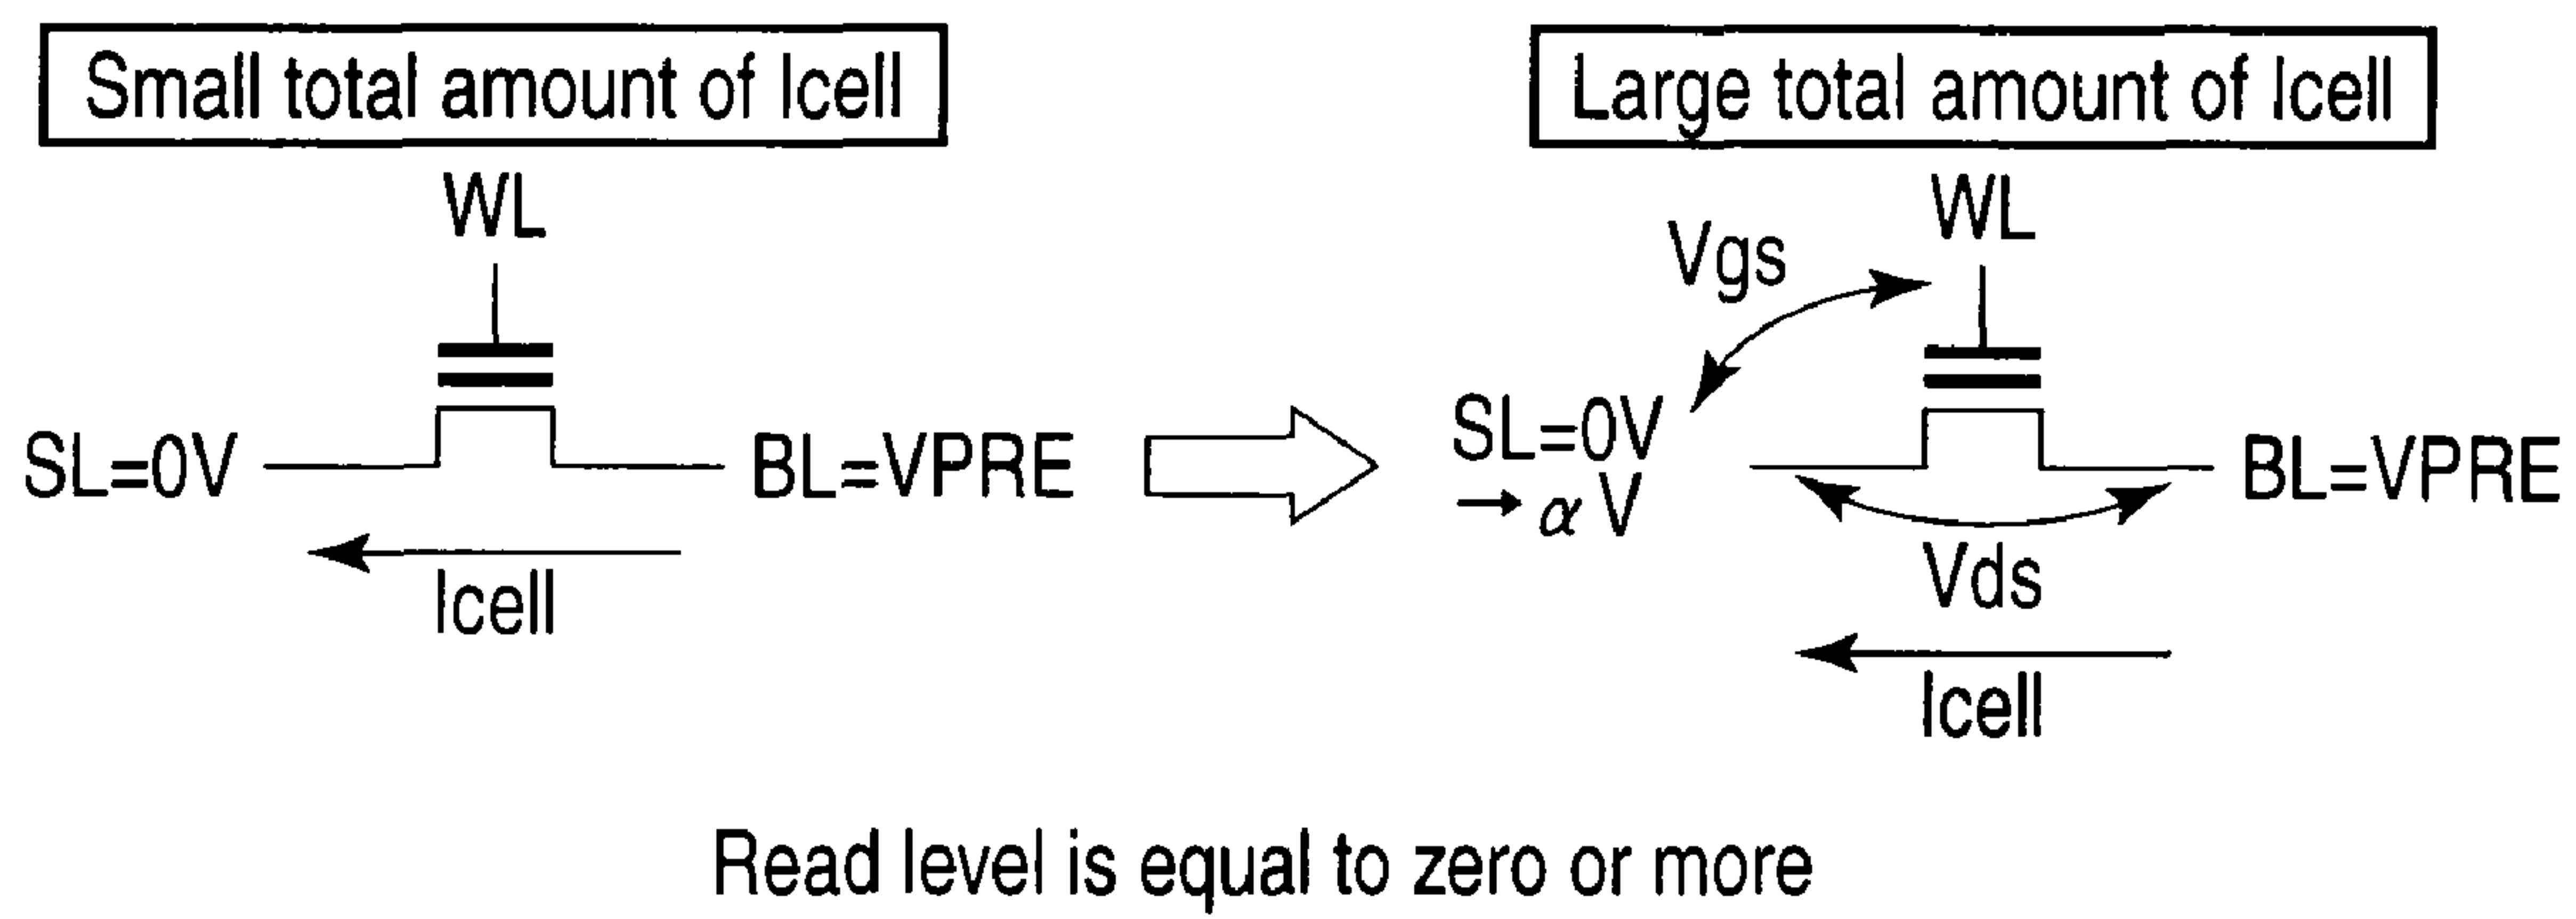 Small total amount of Icell
WL
SL=0V
BL=VPRE
Icell
Large total amount of Icell
WL
Vgs
SL=0V
→ α V
BL=VPRE
Vds
Icell
Read level is equal to zero or more